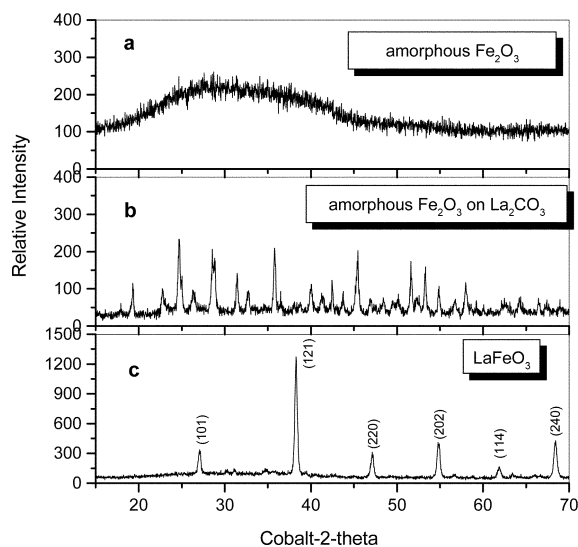 400
a
amorphous Fe₂O₃
300
200
100
0
400
b
amorphous Fe₂O₃ on La₂CO₃
300
200
100
0
1500
c
LaFeO₃
(121)
1200
900
600
(101)
(220)
(202)
(114)
(240)
300
0
20 30 40 50 60 70
Cobalt-2-theta
Relative Intensity